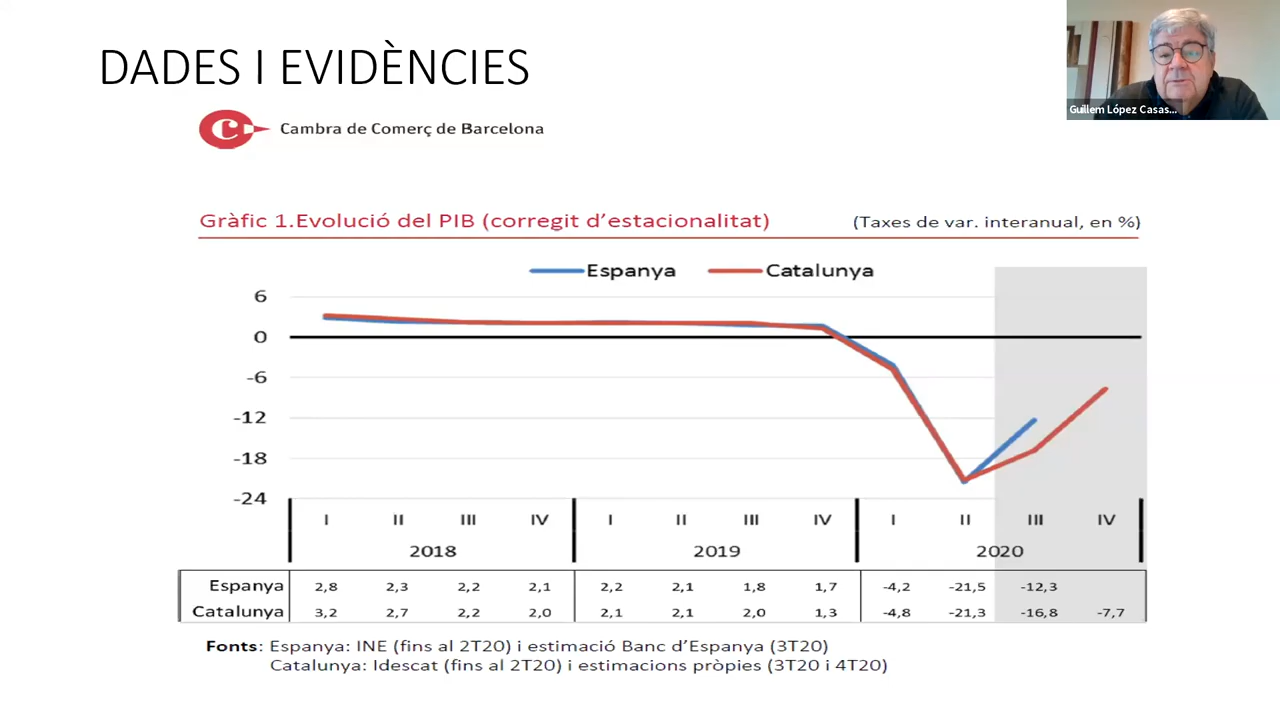 DADES I EVIDÈNCIES
Guillem López Casas...
C Cambra de Comerç de Barcelona
Gràfic 1.Evolució del PIB (corregit d'estacionalitat) (Taxes de var. interanual, en %)
Espanya Catalunya
6
0
-6
-12
-18
-24
I II III IV I II III IV I II III IV
2018 2019 2020
Espanya 2,8 2,3 2,2 2,1 2,2 2,1 1,8 1,7 -4,2 -21,5 -12,3
Catalunya 3,2 2,7 2,2 2,0 2,1 2,1 2,0 1,3 -4,8 -21,3 -16,8 -7,7
Fonts: Espanya: INE (fins al 2T20) i estimació Banc d'Espanya (3T20)
Catalunya: Idescat (fins al 2T20) i estimacions pròpies (3T20 i 4T20)